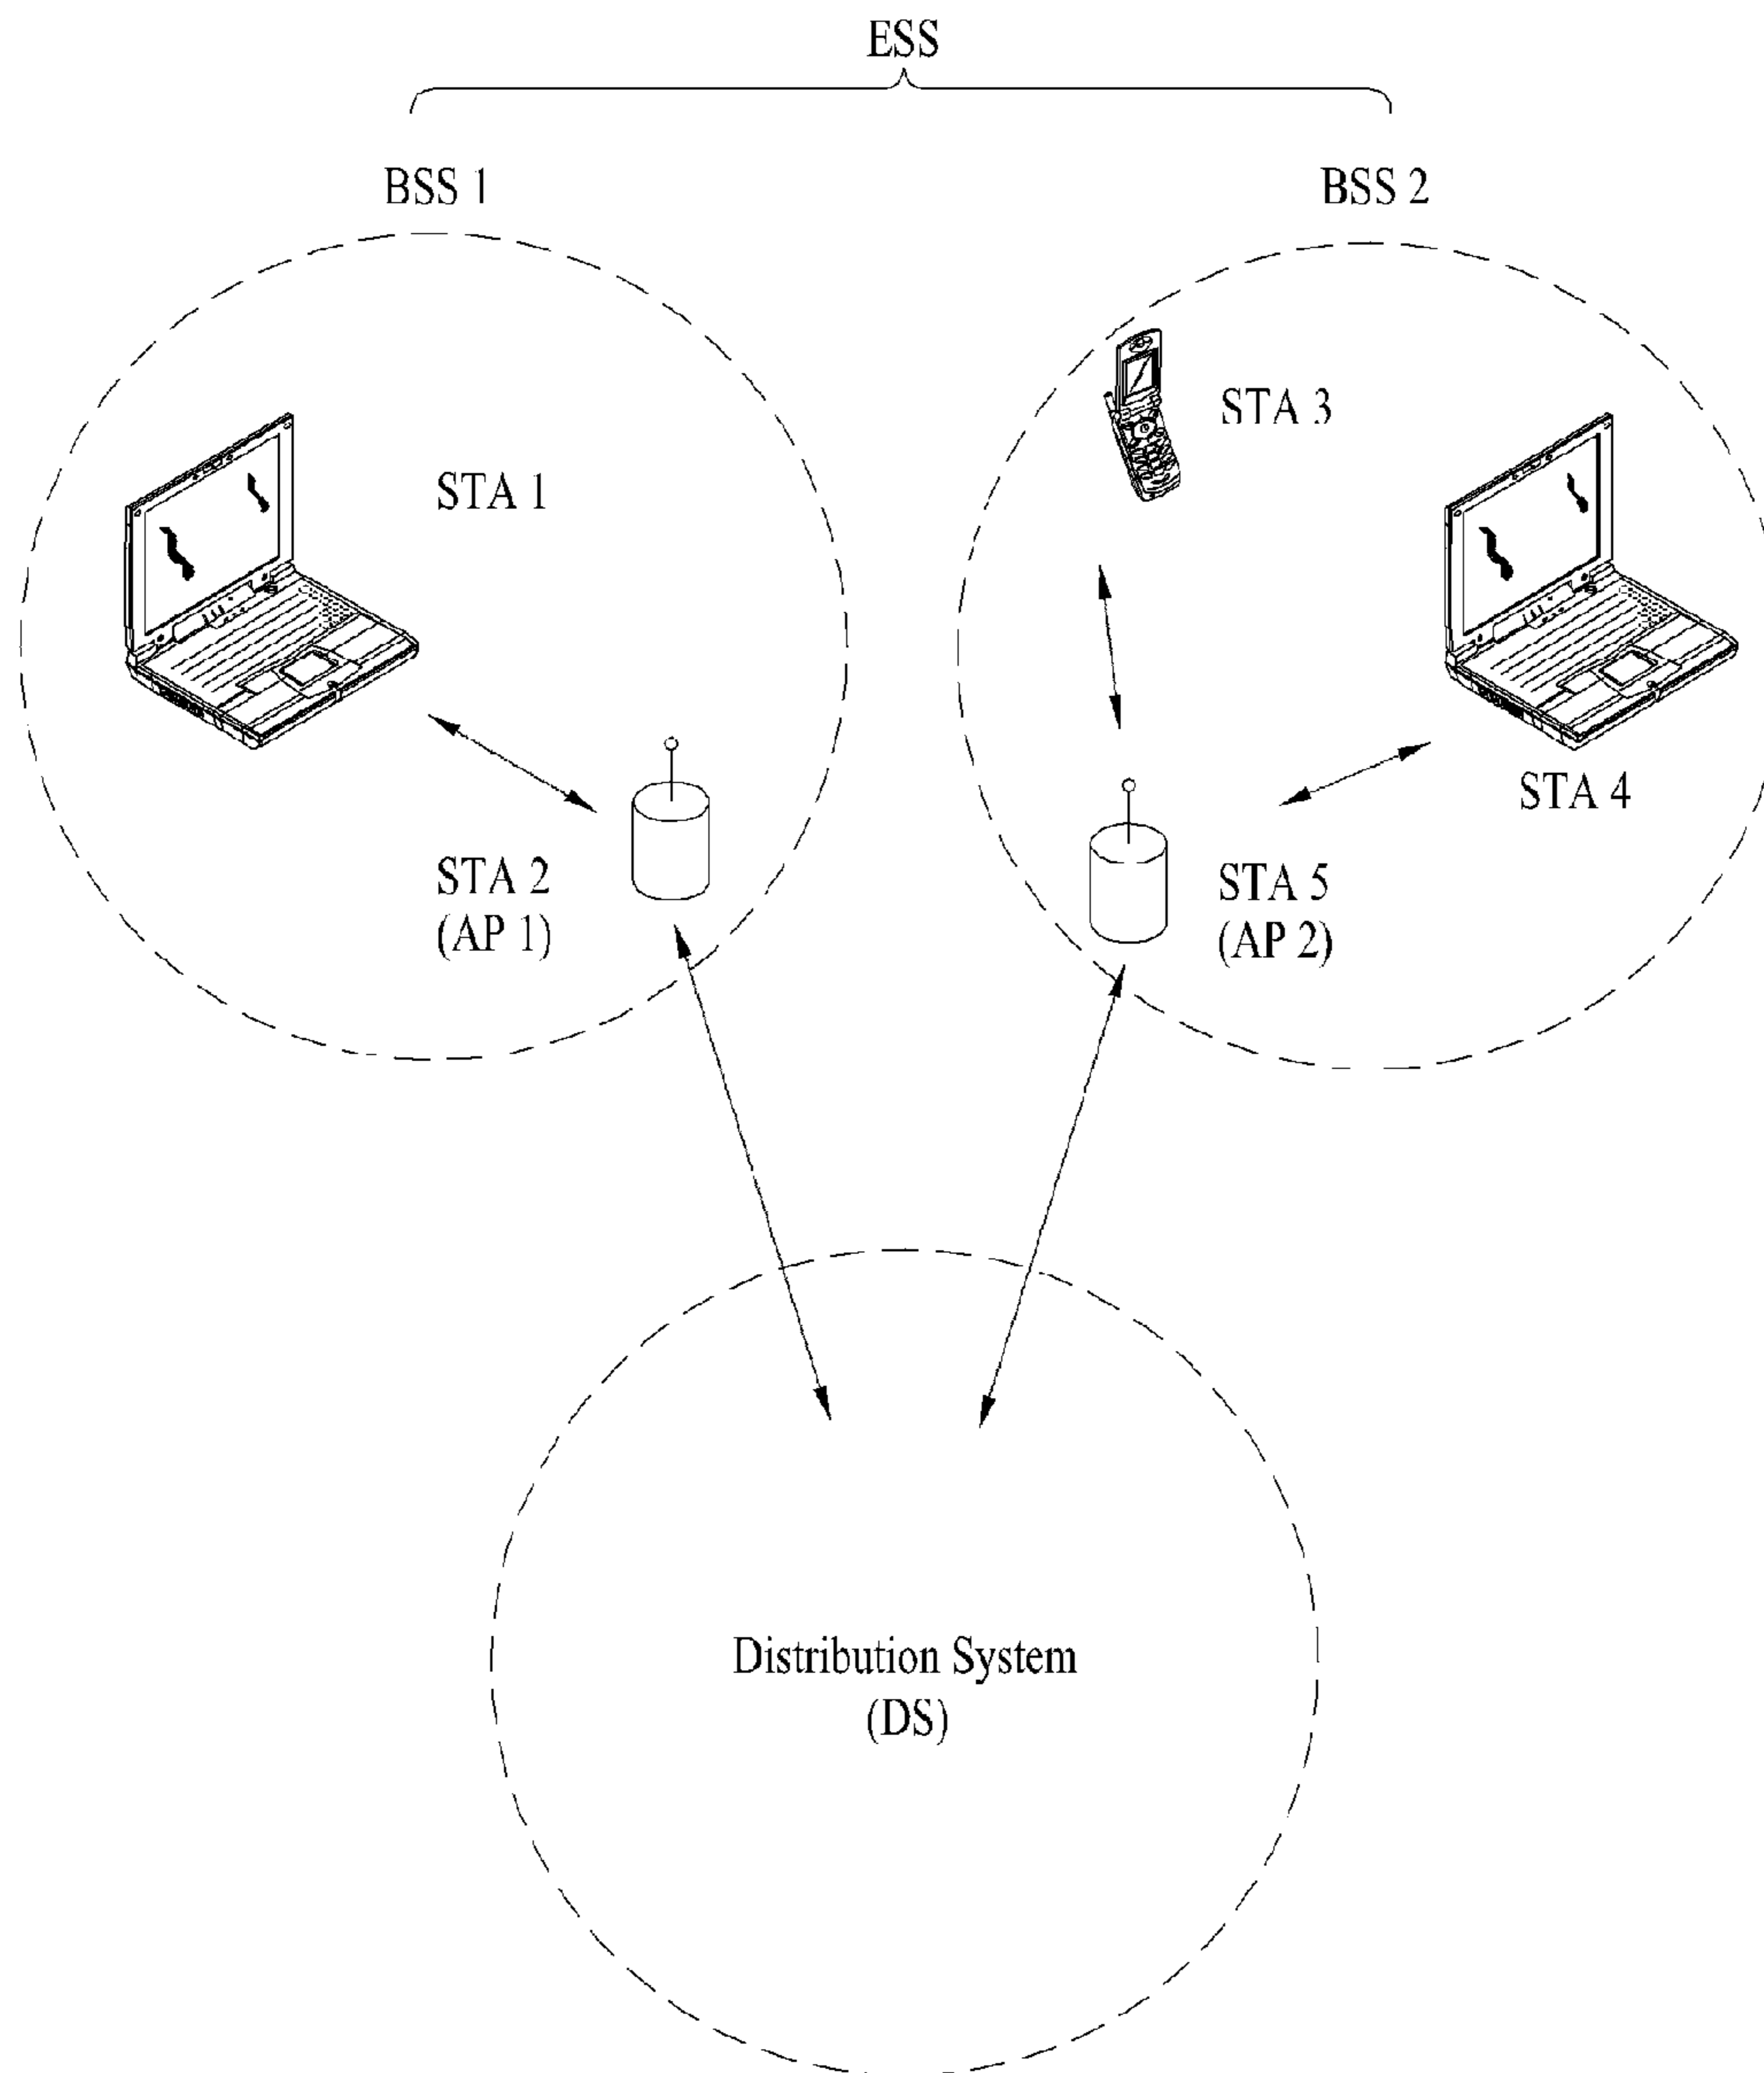 ESS
BSS 1
BSS 2
STA 3
STA 1
STA 4
STA 2
(AP 1)
STA 5
(AP 2)
Distribution System
(DS)